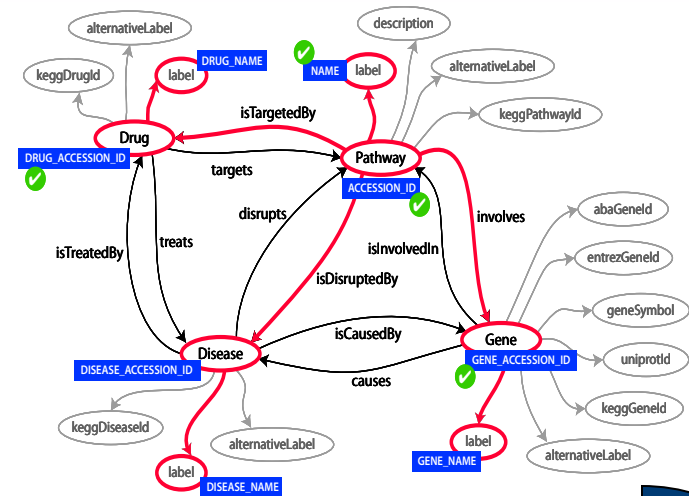 description
alternativeLabel
DRUG_NAME
NAME
label
label
alternativeLabel
keggDrugId
isTargetedBy
keggPathwayId
Drug
Pathway
DRUG_ACCESSION_ID
targets
ACCESSION_ID
disrupts
involves
abaGeneId
isTreatedBy
treats
isInvolvedIn
entrezGeneId
isDisruptedBy
geneSymbol
isCausedBy
Disease
Gene
DISEASE_ACCESSION_ID
GENE_ACCESSION_ID
uniprotId
causes
keggGeneId
keggDiseaseId
alternativeLabel
label
alternativeLabel
GENE_NAME
label
DISEASE_NAME